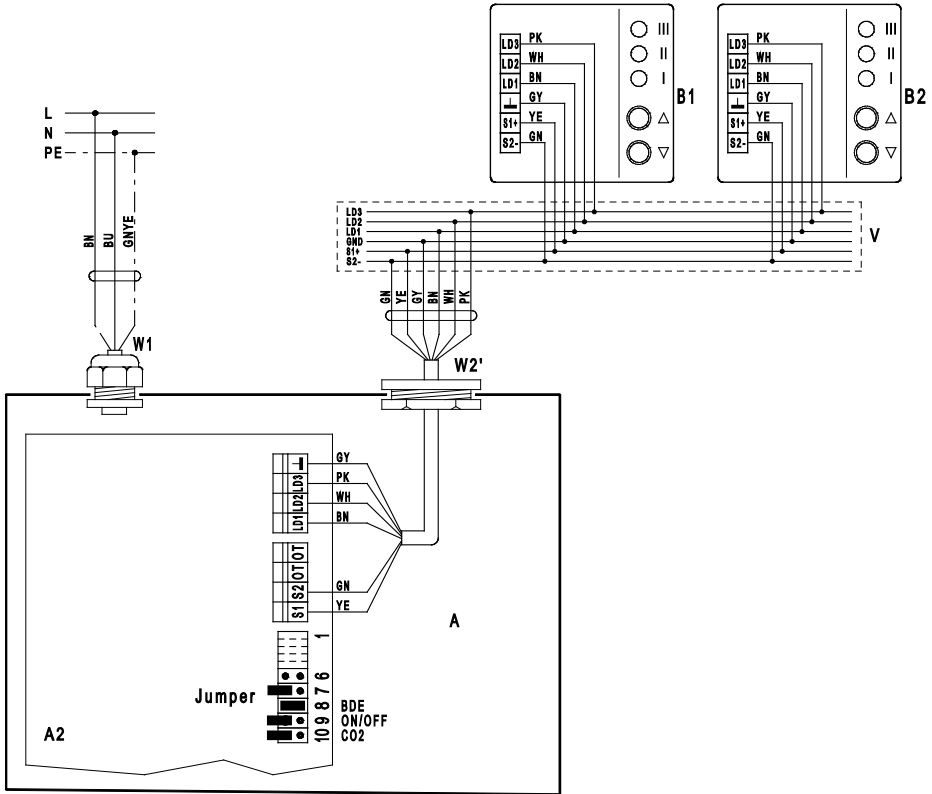 L
N
PE
BN
BU
GNYE
W1
LD3 PK
LD2 WH
LD1 BN
GY
S1+ YE
S2- GN
III
II
I
△
▽
B1
LD3 PK
LD2 WH
LD1 BN
GY
S1+ YE
S2- GN
III
II
I
△
▽
B2
LD3
LD2
LD1
GND
S1+
S2-
V
GN
YE
GY
BN
WH
PK
W2'
GY
LD3 PK
LD2 WH
LD1 BN
OT
OT
S2 GN
S1 YE
A
1
6
Jumper 7
8 BDE
9 ON/OFF
10 CO2
A2